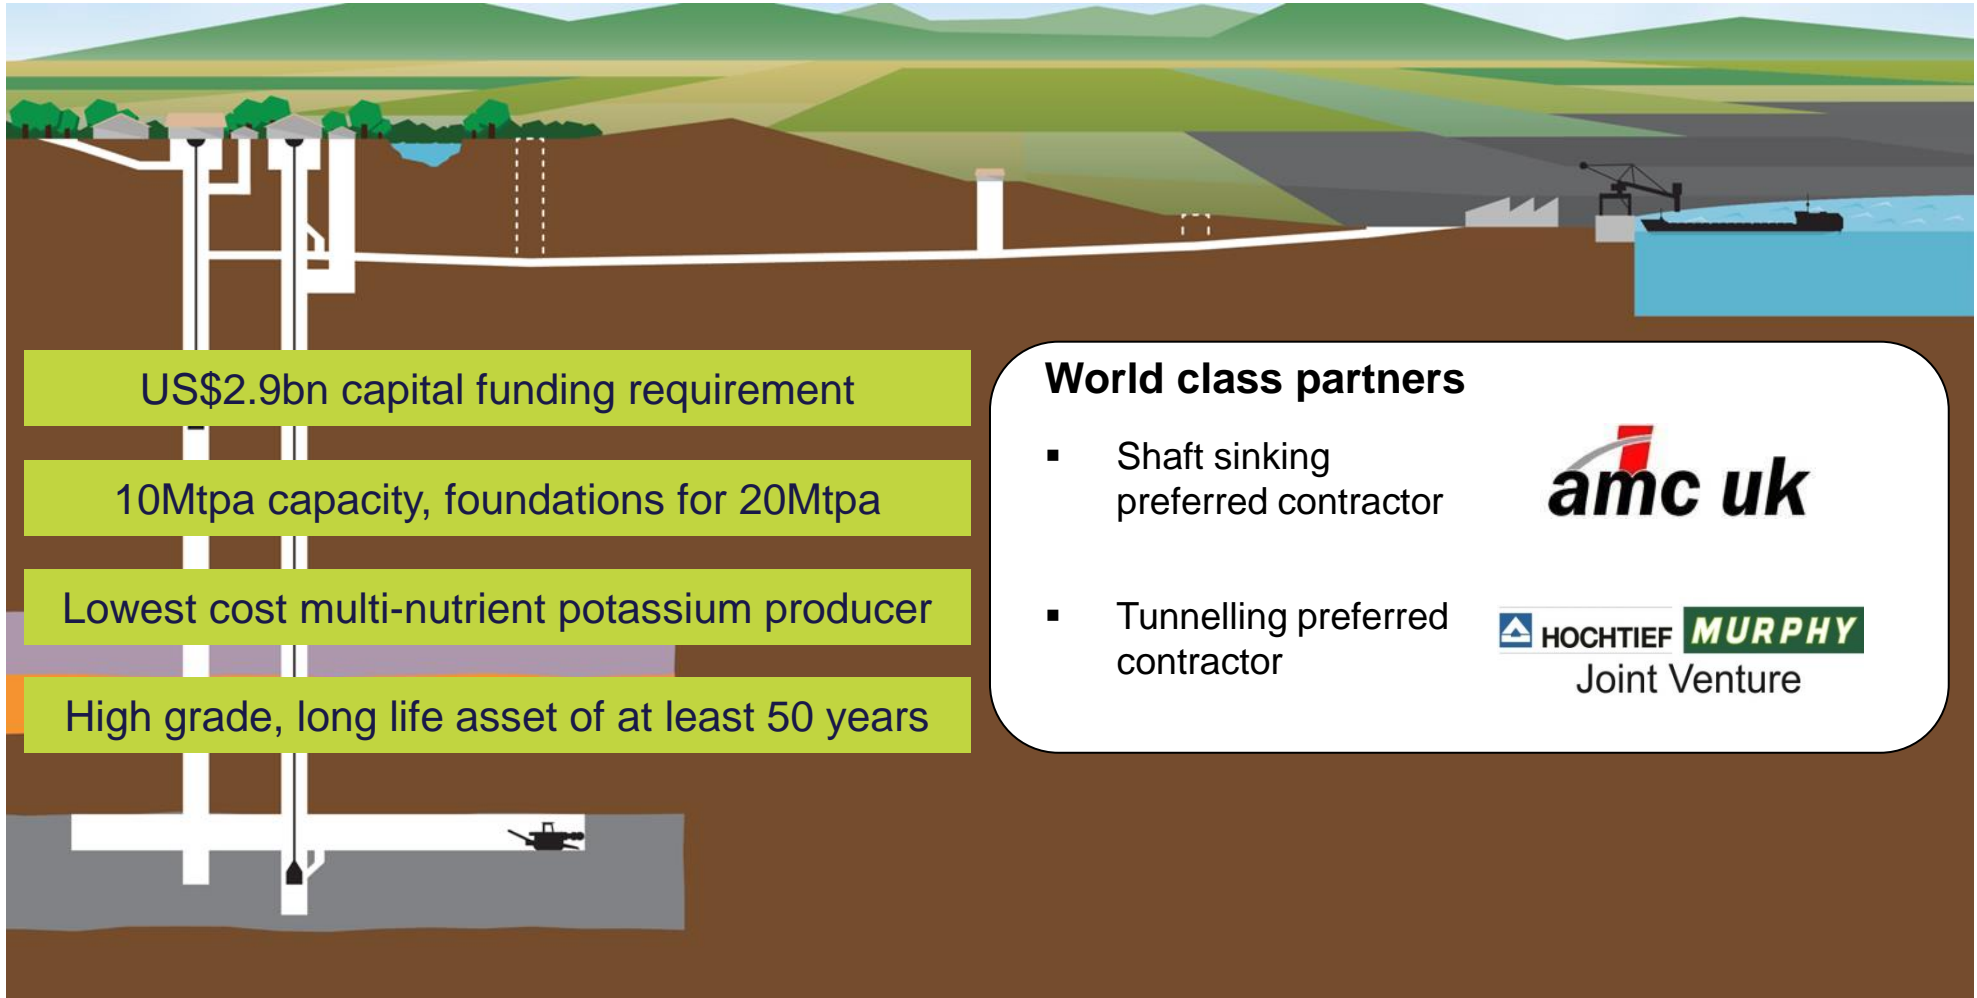 US$2.9bn capital funding requirement
10Mtpa capacity, foundations for 20Mtpa
Lowest cost multi-nutrient potassium producer
High grade, long life asset of at least 50 years
World class partners
▪ Shaft sinking
preferred contractor
amc uk
▪ Tunnelling preferred
contractor
HOCHTIEF MURPHY
Joint Venture